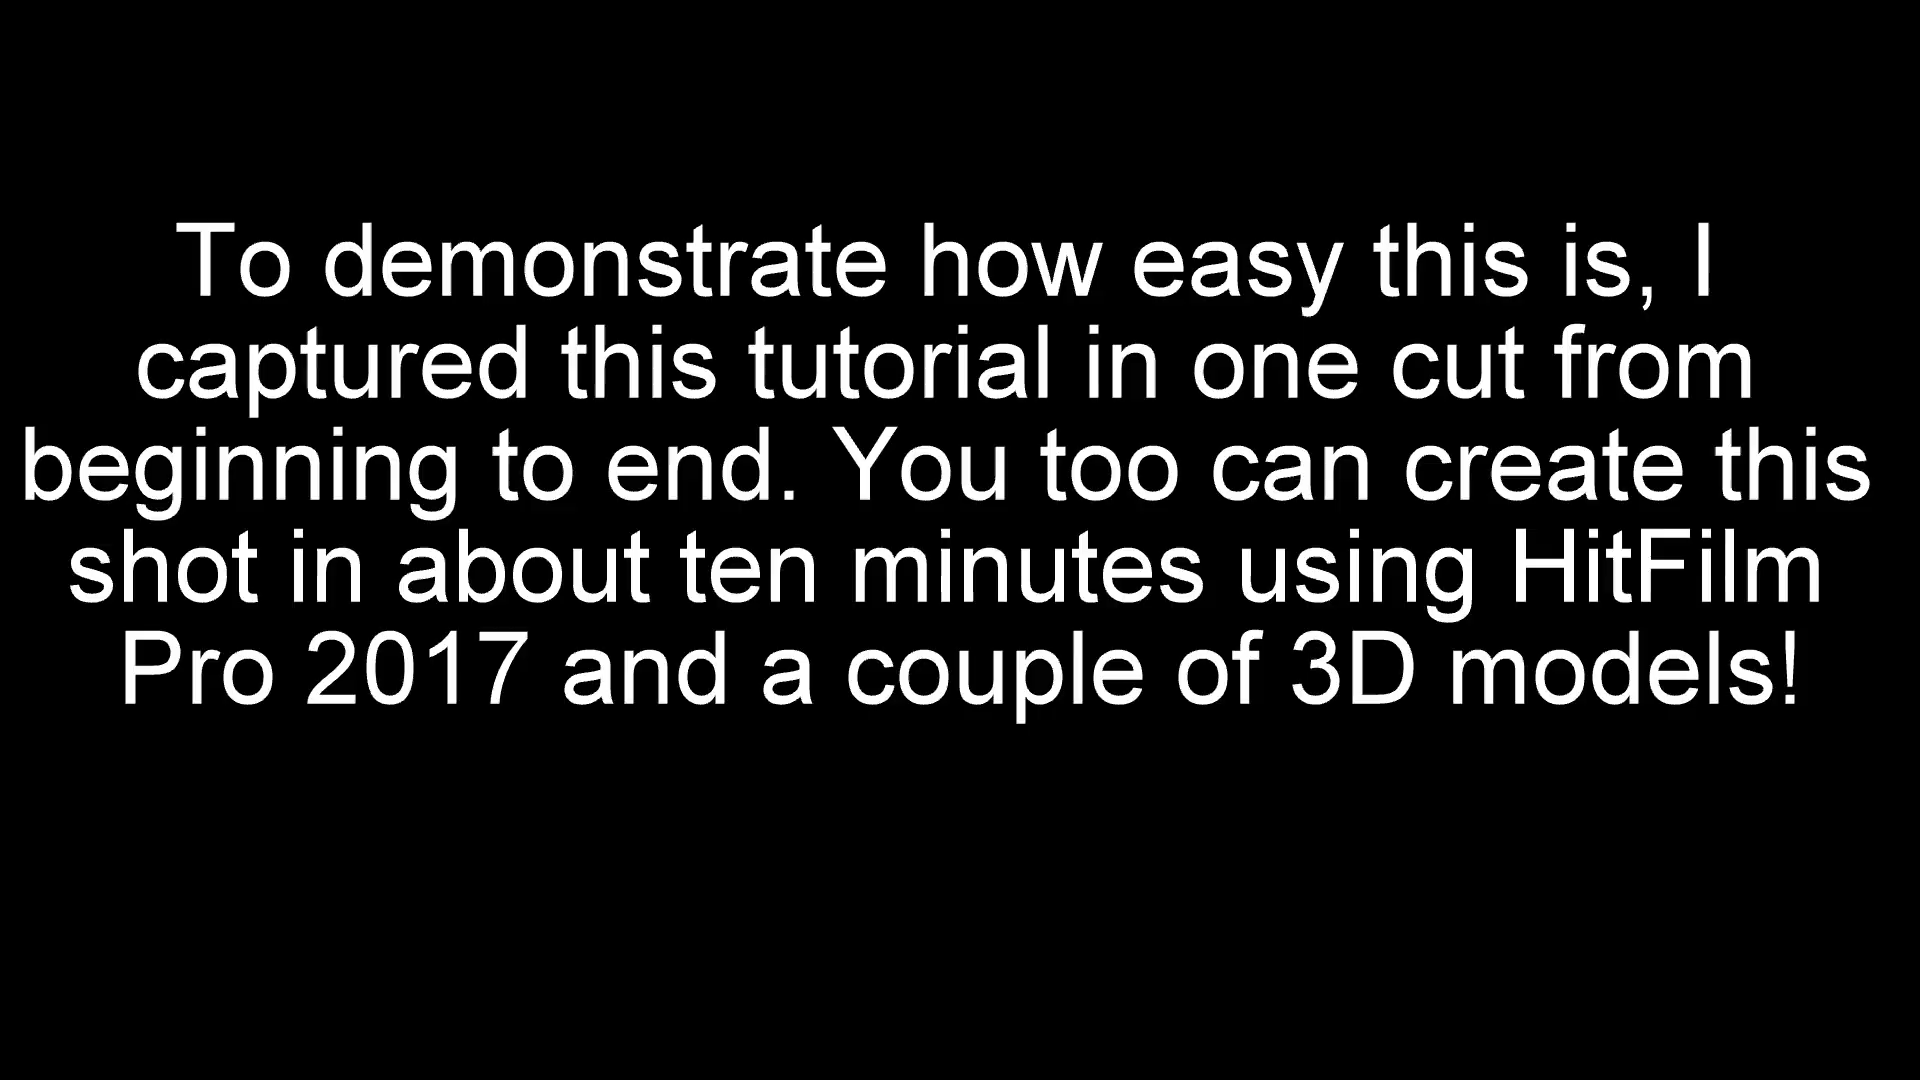 To demonstrate how easy this is, I
captured this tutorial in one cut from
beginning to end. You too can create this
shot in about ten minutes using HitFilm
Pro 2017 and a couple of 3D models!